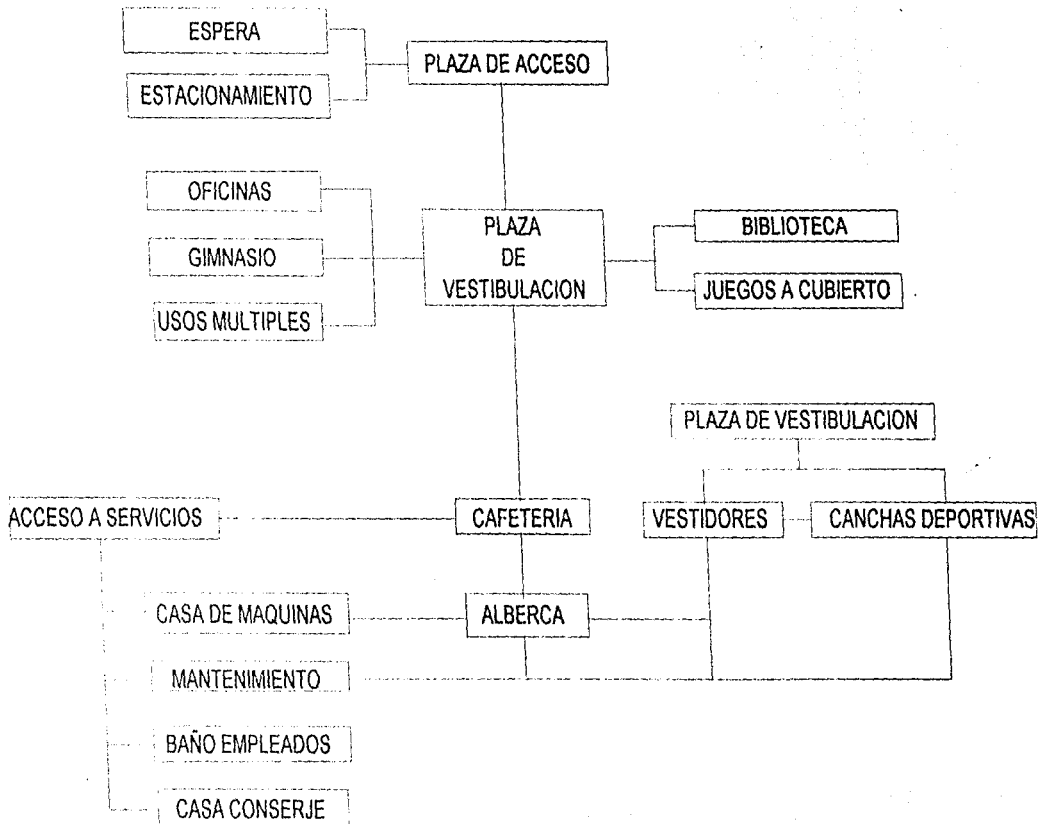 ESPERA
PLAZA DE ACCESO
ESTACIONAMIENTO
OFICINAS
GIMNASIO
USOS MULTIPLES
PLAZA
DE
VESTIBULACION
BIBLIOTECA
JUEGOS A CUBIERTO
PLAZA DE VESTIBULACION
ACCESO A SERVICIOS
CAFETERIA
VESTIDORES
CANCHAS DEPORTIVAS
CASA DE MAQUINAS
ALBERCA
MANTENIMIENTO
BAÑO EMPLEADOS
CASA CONSERJE